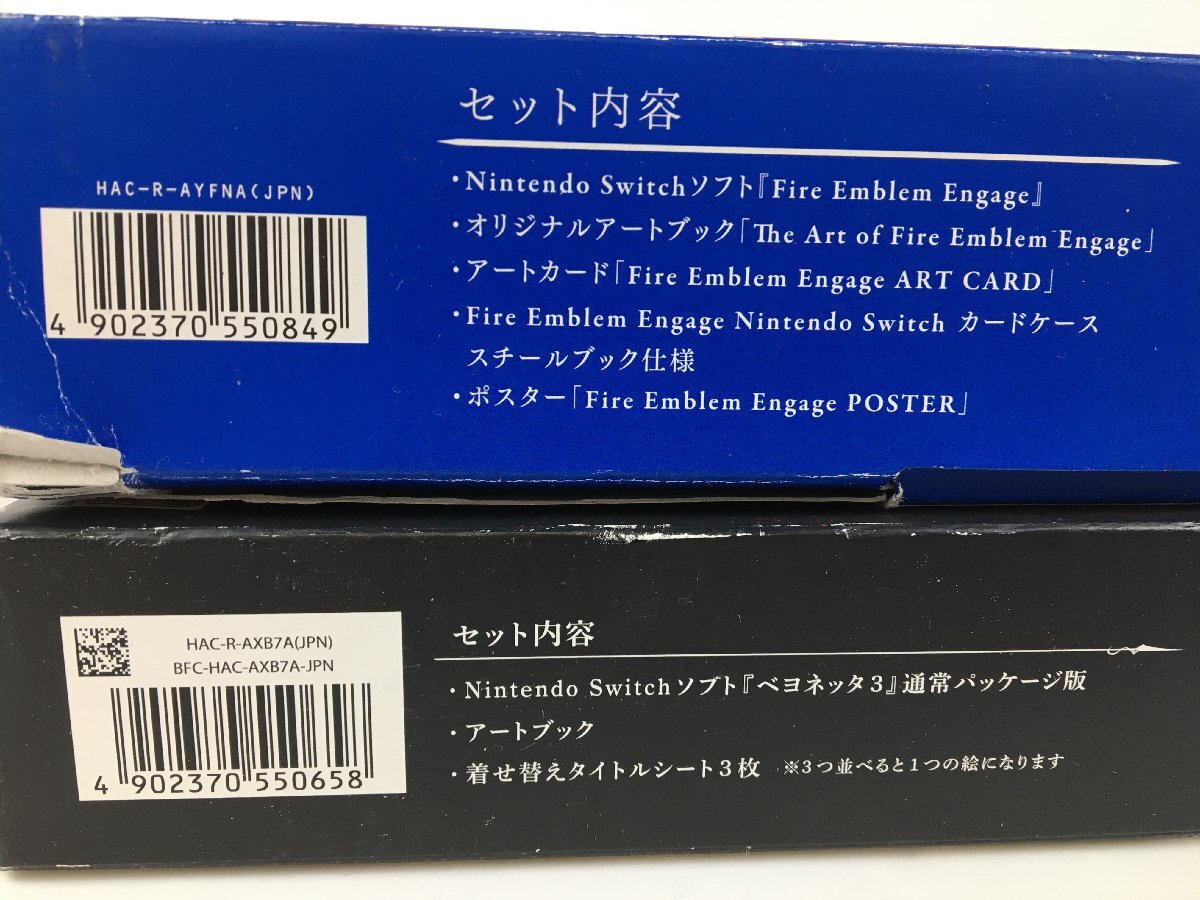 セット内容
HAC-R-AYFNA(JPN)
4 902370 550849
・Nintendo Switchソフト『Fire Emblem Engage』
・オリジナルアートブック「The Art of Fire Emblem Engage」
・アートカード「Fire Emblem Engage ART CARD」
・Fire Emblem Engage Nintendo Switch カードケース
スチールブック仕様
・ポスター「Fire Emblem Engage POSTER」
HAC-R-AXB7A(JPN)
BFC-HAC-AXB7A-JPN
4 902370 550658
セット内容
・Nintendo Switchソフト『ベヨネッタ3』通常パッケージ版
・アートブック
・着せ替えタイトルシート3枚 ※3つ並べると1つの絵になります